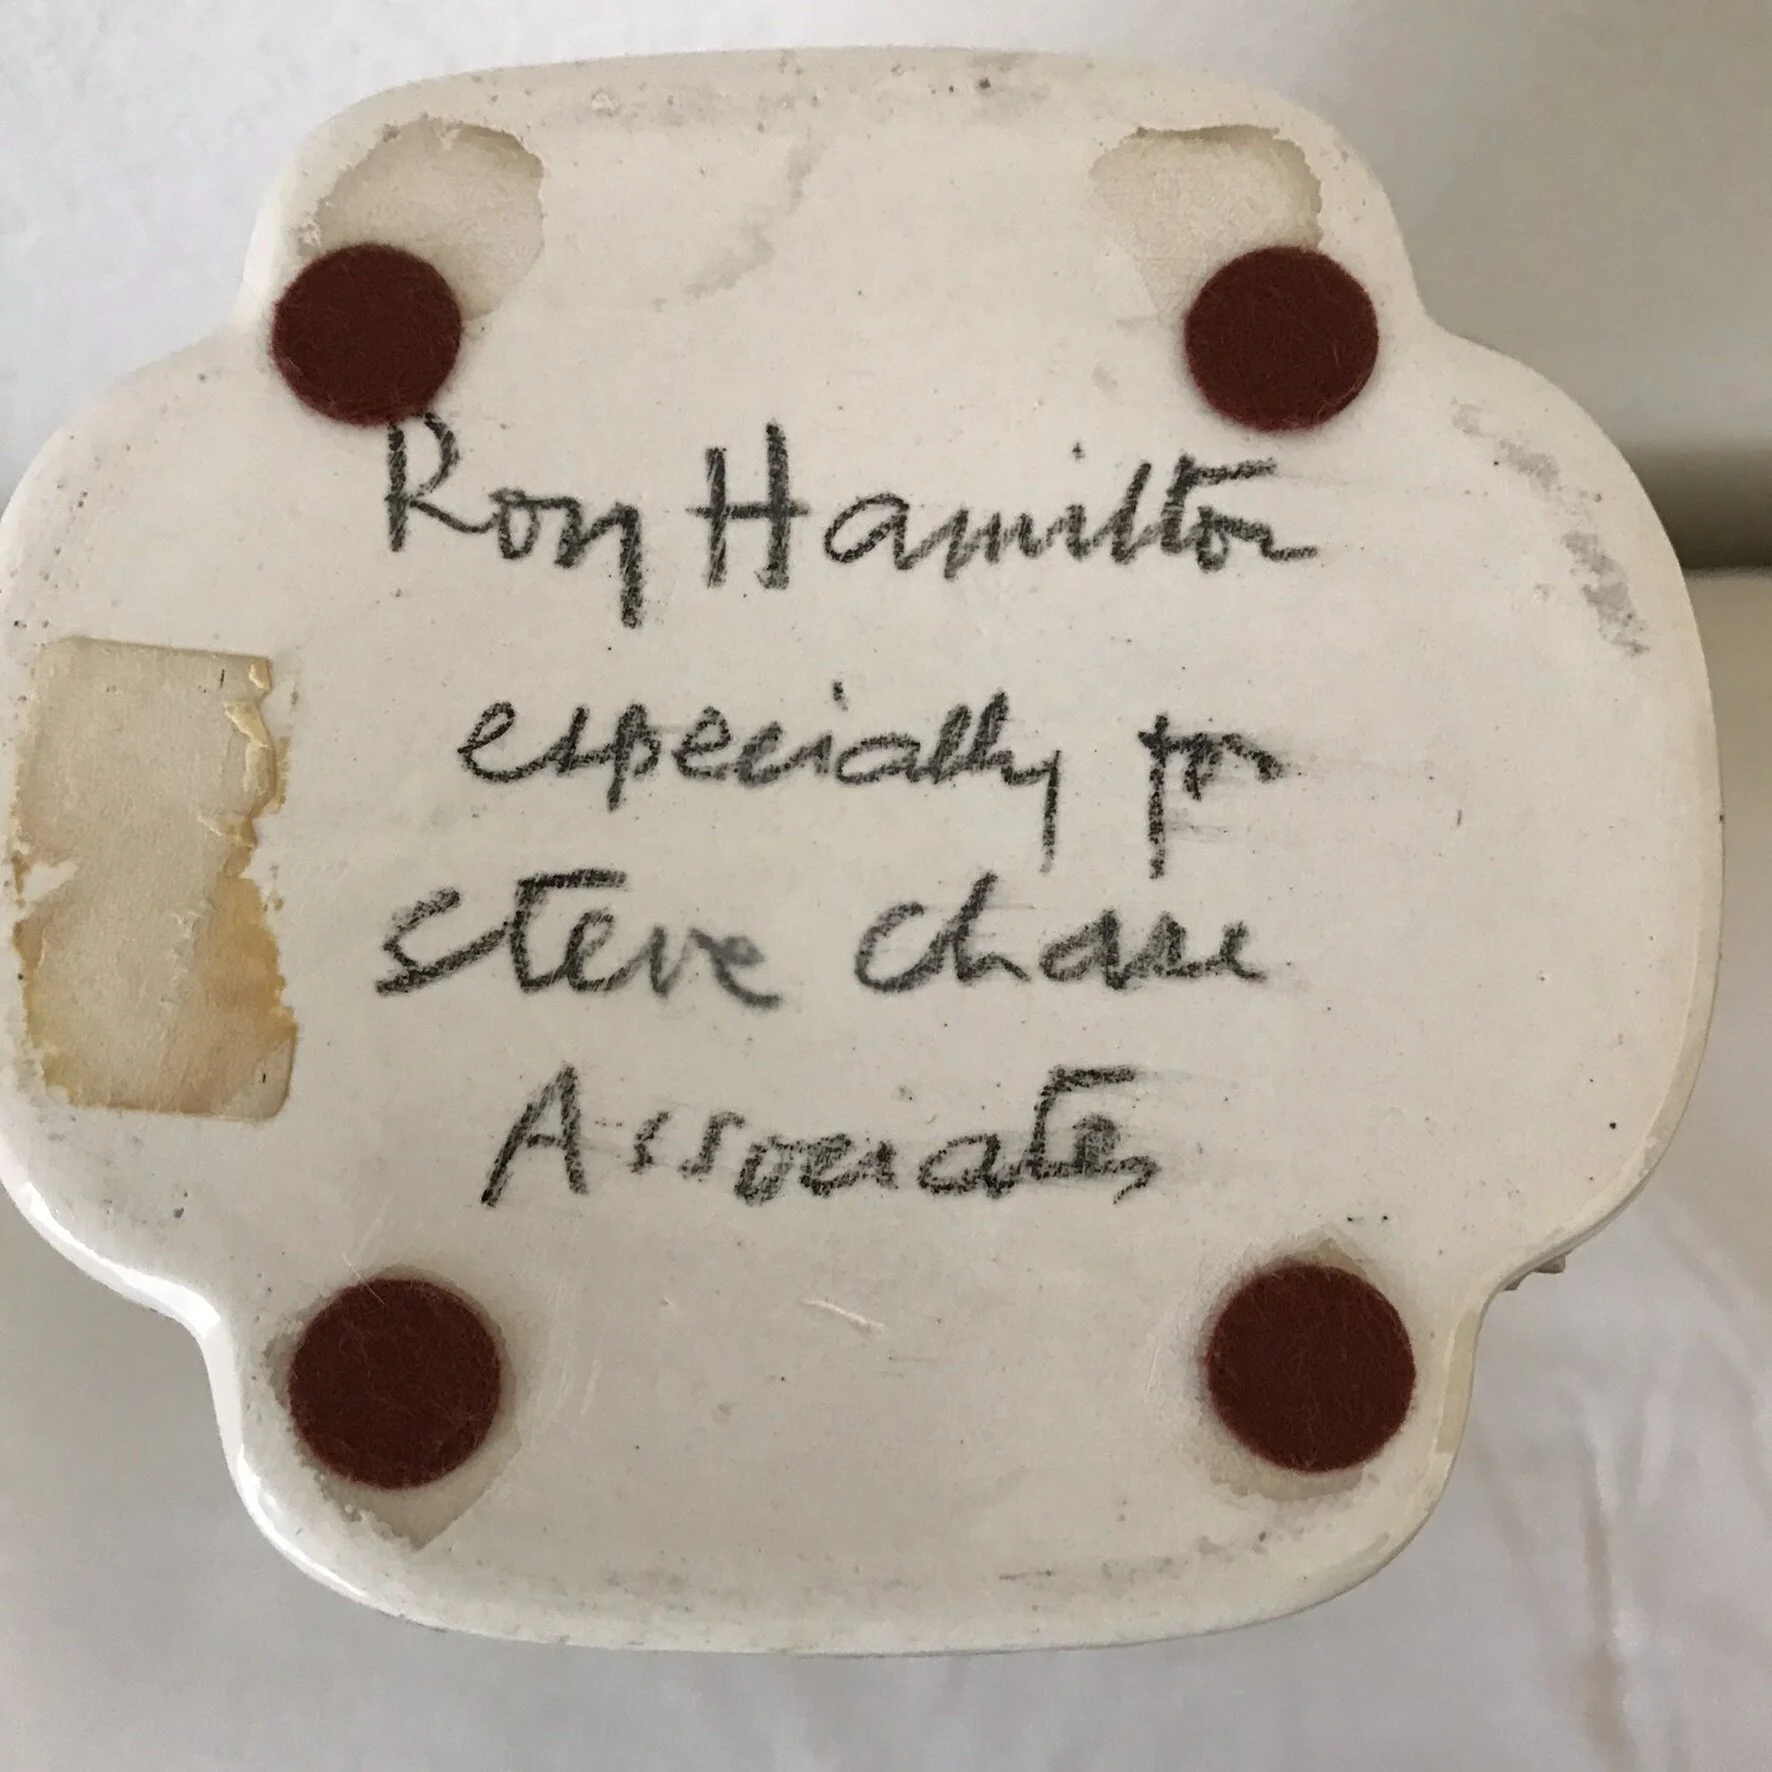 Roy Hamilton
especially for
Steve Chase
Associates